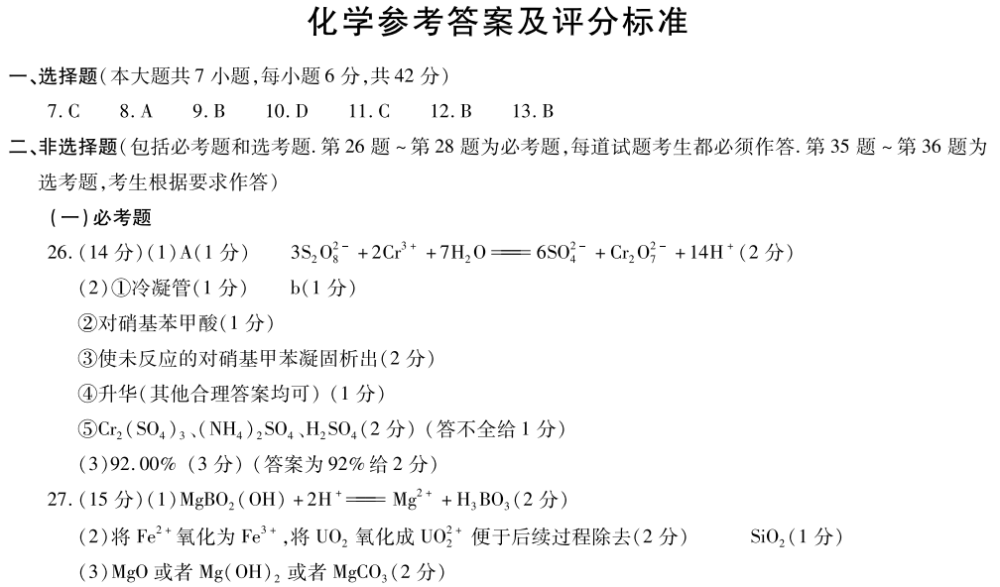 化学参考答案及评分标准
一、选择题(本大题共7小题,每小题6分,共42分)
7. C 8. A 9. B 10. D 11. C 12. B 13. B
二、非选择题(包括必考题和选考题. 第26题~第28题为必考题,每道试题考生都必须作答. 第35题~第36题为
选考题,考生根据要求作答)
(一)必考题
26. (14分)(1)A(1分) 3S₂O₈²⁻ + 2Cr³⁺ + 7H₂O ══ 6SO₄²⁻ + Cr₂O₇²⁻ + 14H⁺(2分)
(2)①冷凝管(1分) b(1分)
②对硝基苯甲酸(1分)
③使未反应的对硝基甲苯凝固析出(2分)
④升华(其他合理答案均可) (1分)
⑤Cr₂(SO₄)₃、(NH₄)₂SO₄、H₂SO₄(2分) (答不全给1分)
(3)92.00% (3分) (答案为92%给2分)
27. (15分)(1)MgBO₂(OH) + 2H⁺ ══ Mg²⁺ + H₃BO₃(2分)
(2)将Fe²⁺氧化为Fe³⁺,将UO₂氧化成UO₂²⁺便于后续过程除去(2分) SiO₂(1分)
(3)MgO或者Mg(OH)₂或者MgCO₃(2分)